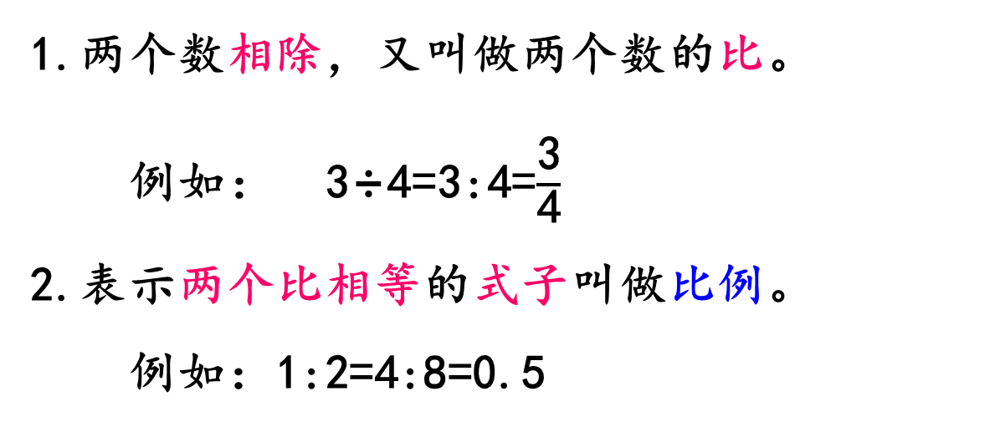 1.两个数相除，又叫做两个数的比。
例如： 3÷4=3:4=3/4
2.表示两个比相等的式子叫做比例。
例如：1:2=4:8=0.5